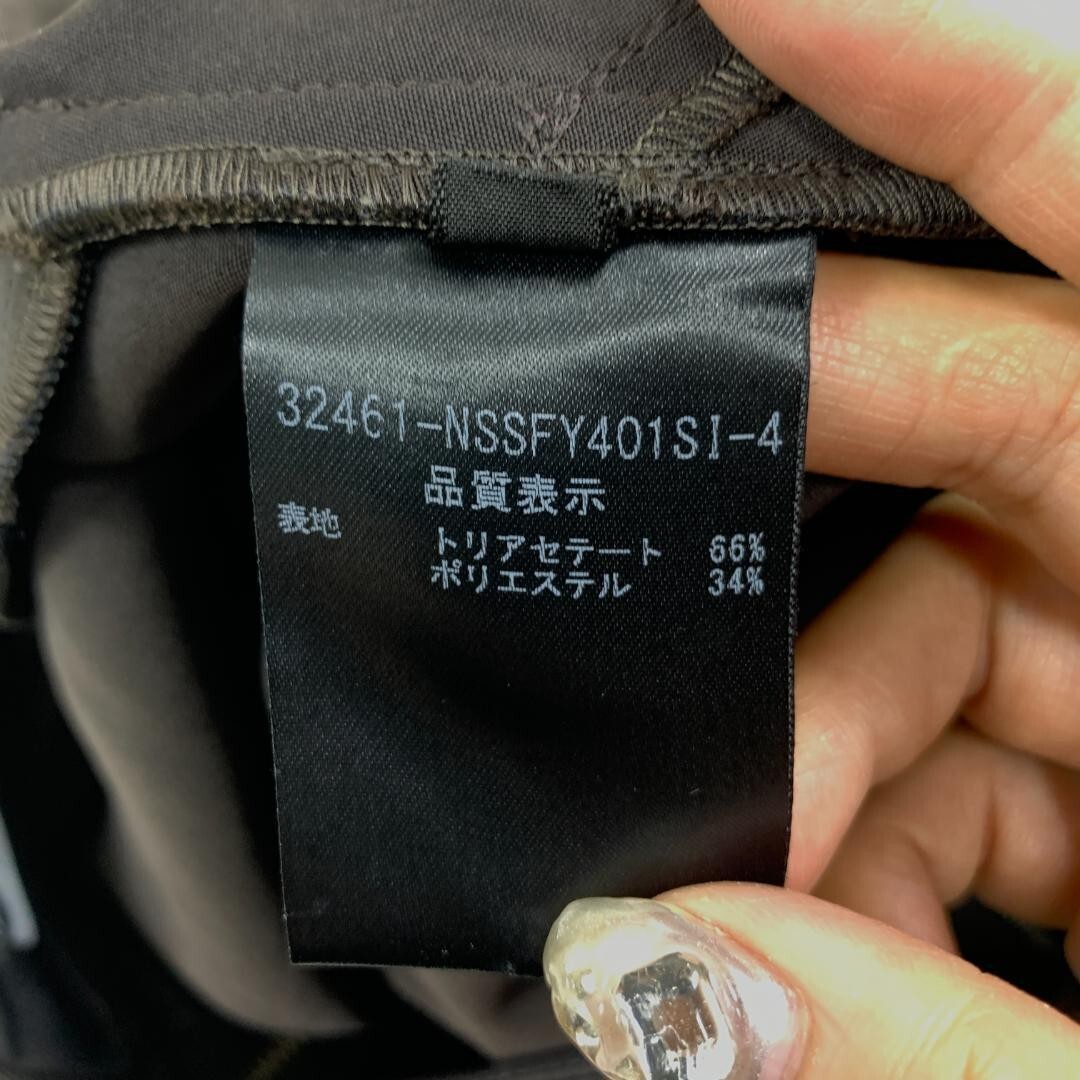 32461-NSSFY401SI-4
品質表示
表地 トリアセテート 66%
ポリエステル 34%